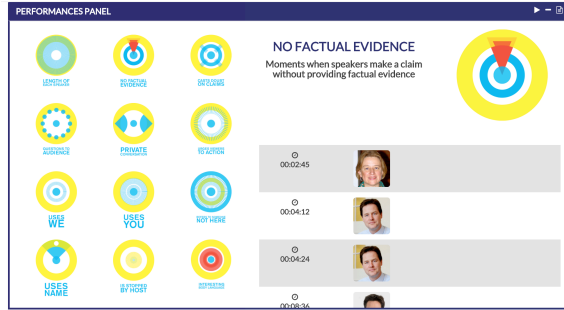 PERFORMANCES PANEL
LENGTH OF
EACH SPEAKER
NO FACTUAL
EVIDENCE
CASTS DOUBT
ON CLAIMS
QUESTIONS TO
AUDIENCE
PRIVATE
CONVERSATION
TO ACTION
USES
WE
USES
YOU
NOT HERE
USES
NAME
IS STOPPED
BY HOST
INTERESTING
NO FACTUAL EVIDENCE
Moments when speakers make a claim
without providing factual evidence
00:02:45
00:04:12
00:04:24
00:08:36